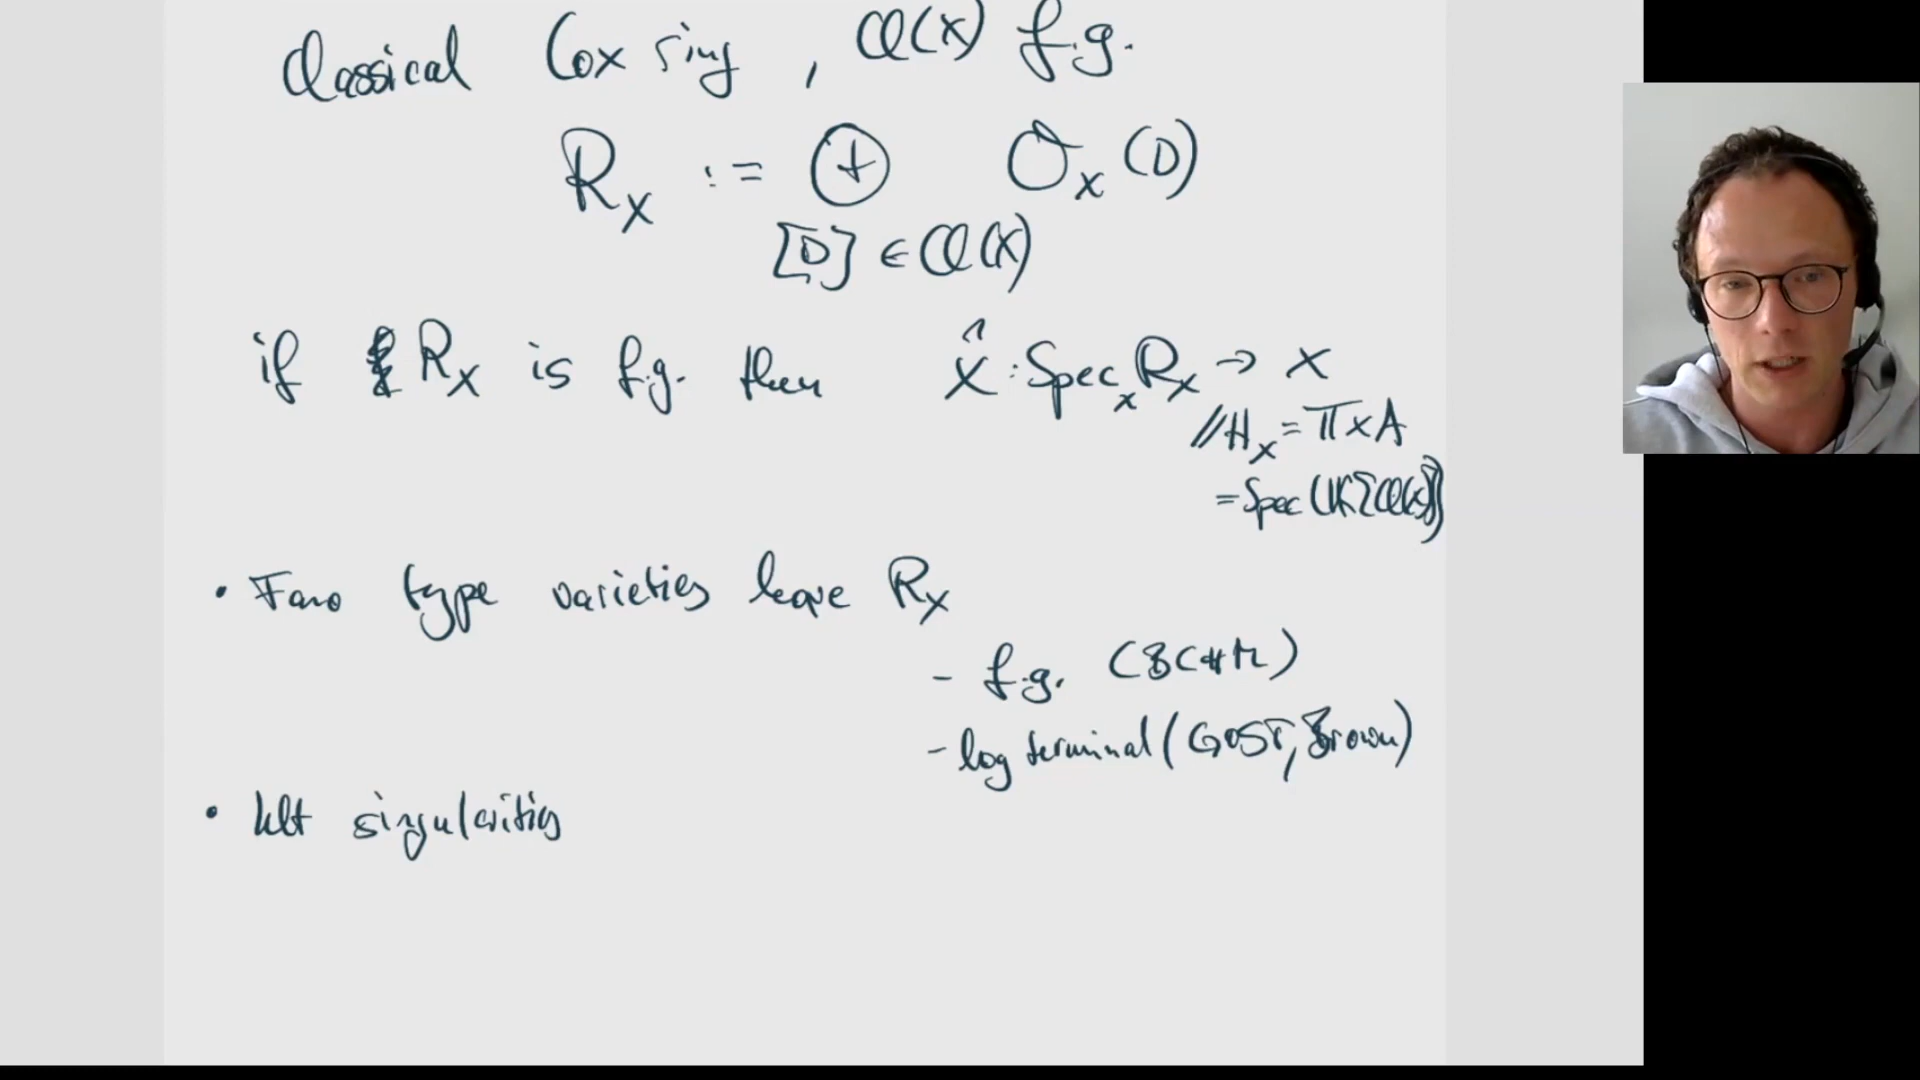 Classical Cox ring, Cl(X) f.g.
R_X := ⊕ O_X(D)
[D] ∈ Cl(X)
if R_X is f.g. then X̂ : Spec_X R_X → X
//H_X = 𝕋 × A
= Spec(𝕂[Cl(X)])
• Fano type varieties have R_X
- f.g. (BCHM)
- log terminal (GOST, Brown)
• klt singularities